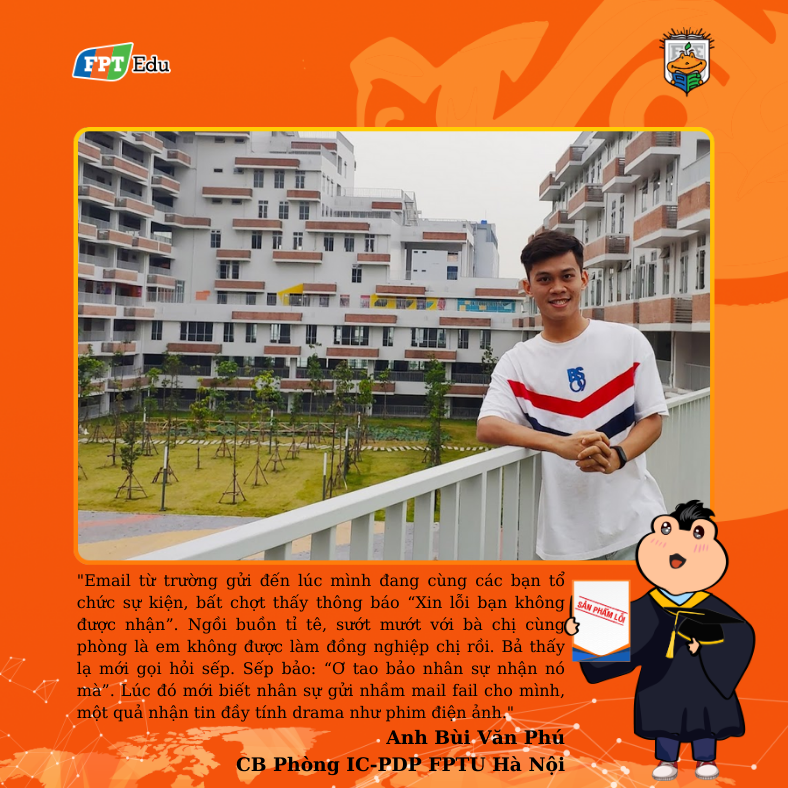 FPT Edu
BSO
SẢN PHẨM LỖI
"Email từ trường gửi đến lúc mình đang cùng các bạn tổ
chức sự kiện, bất chợt thấy thông báo “Xin lỗi bạn không
được nhận”. Ngồi buồn tỉ tê, sướt mướt với bà chị cùng
phòng là em không được làm đồng nghiệp chị rồi. Bả thấy
lạ mới gọi hỏi sếp. Sếp bảo: “Ơ tao bảo nhân sự nhận nó
mà”. Lúc đó mới biết nhân sự gửi nhầm mail fail cho mình,
một quả nhận tin đầy tính drama như phim điện ảnh."
Anh Bùi Văn Phú
CB Phòng IC-PDP FPTU Hà Nội